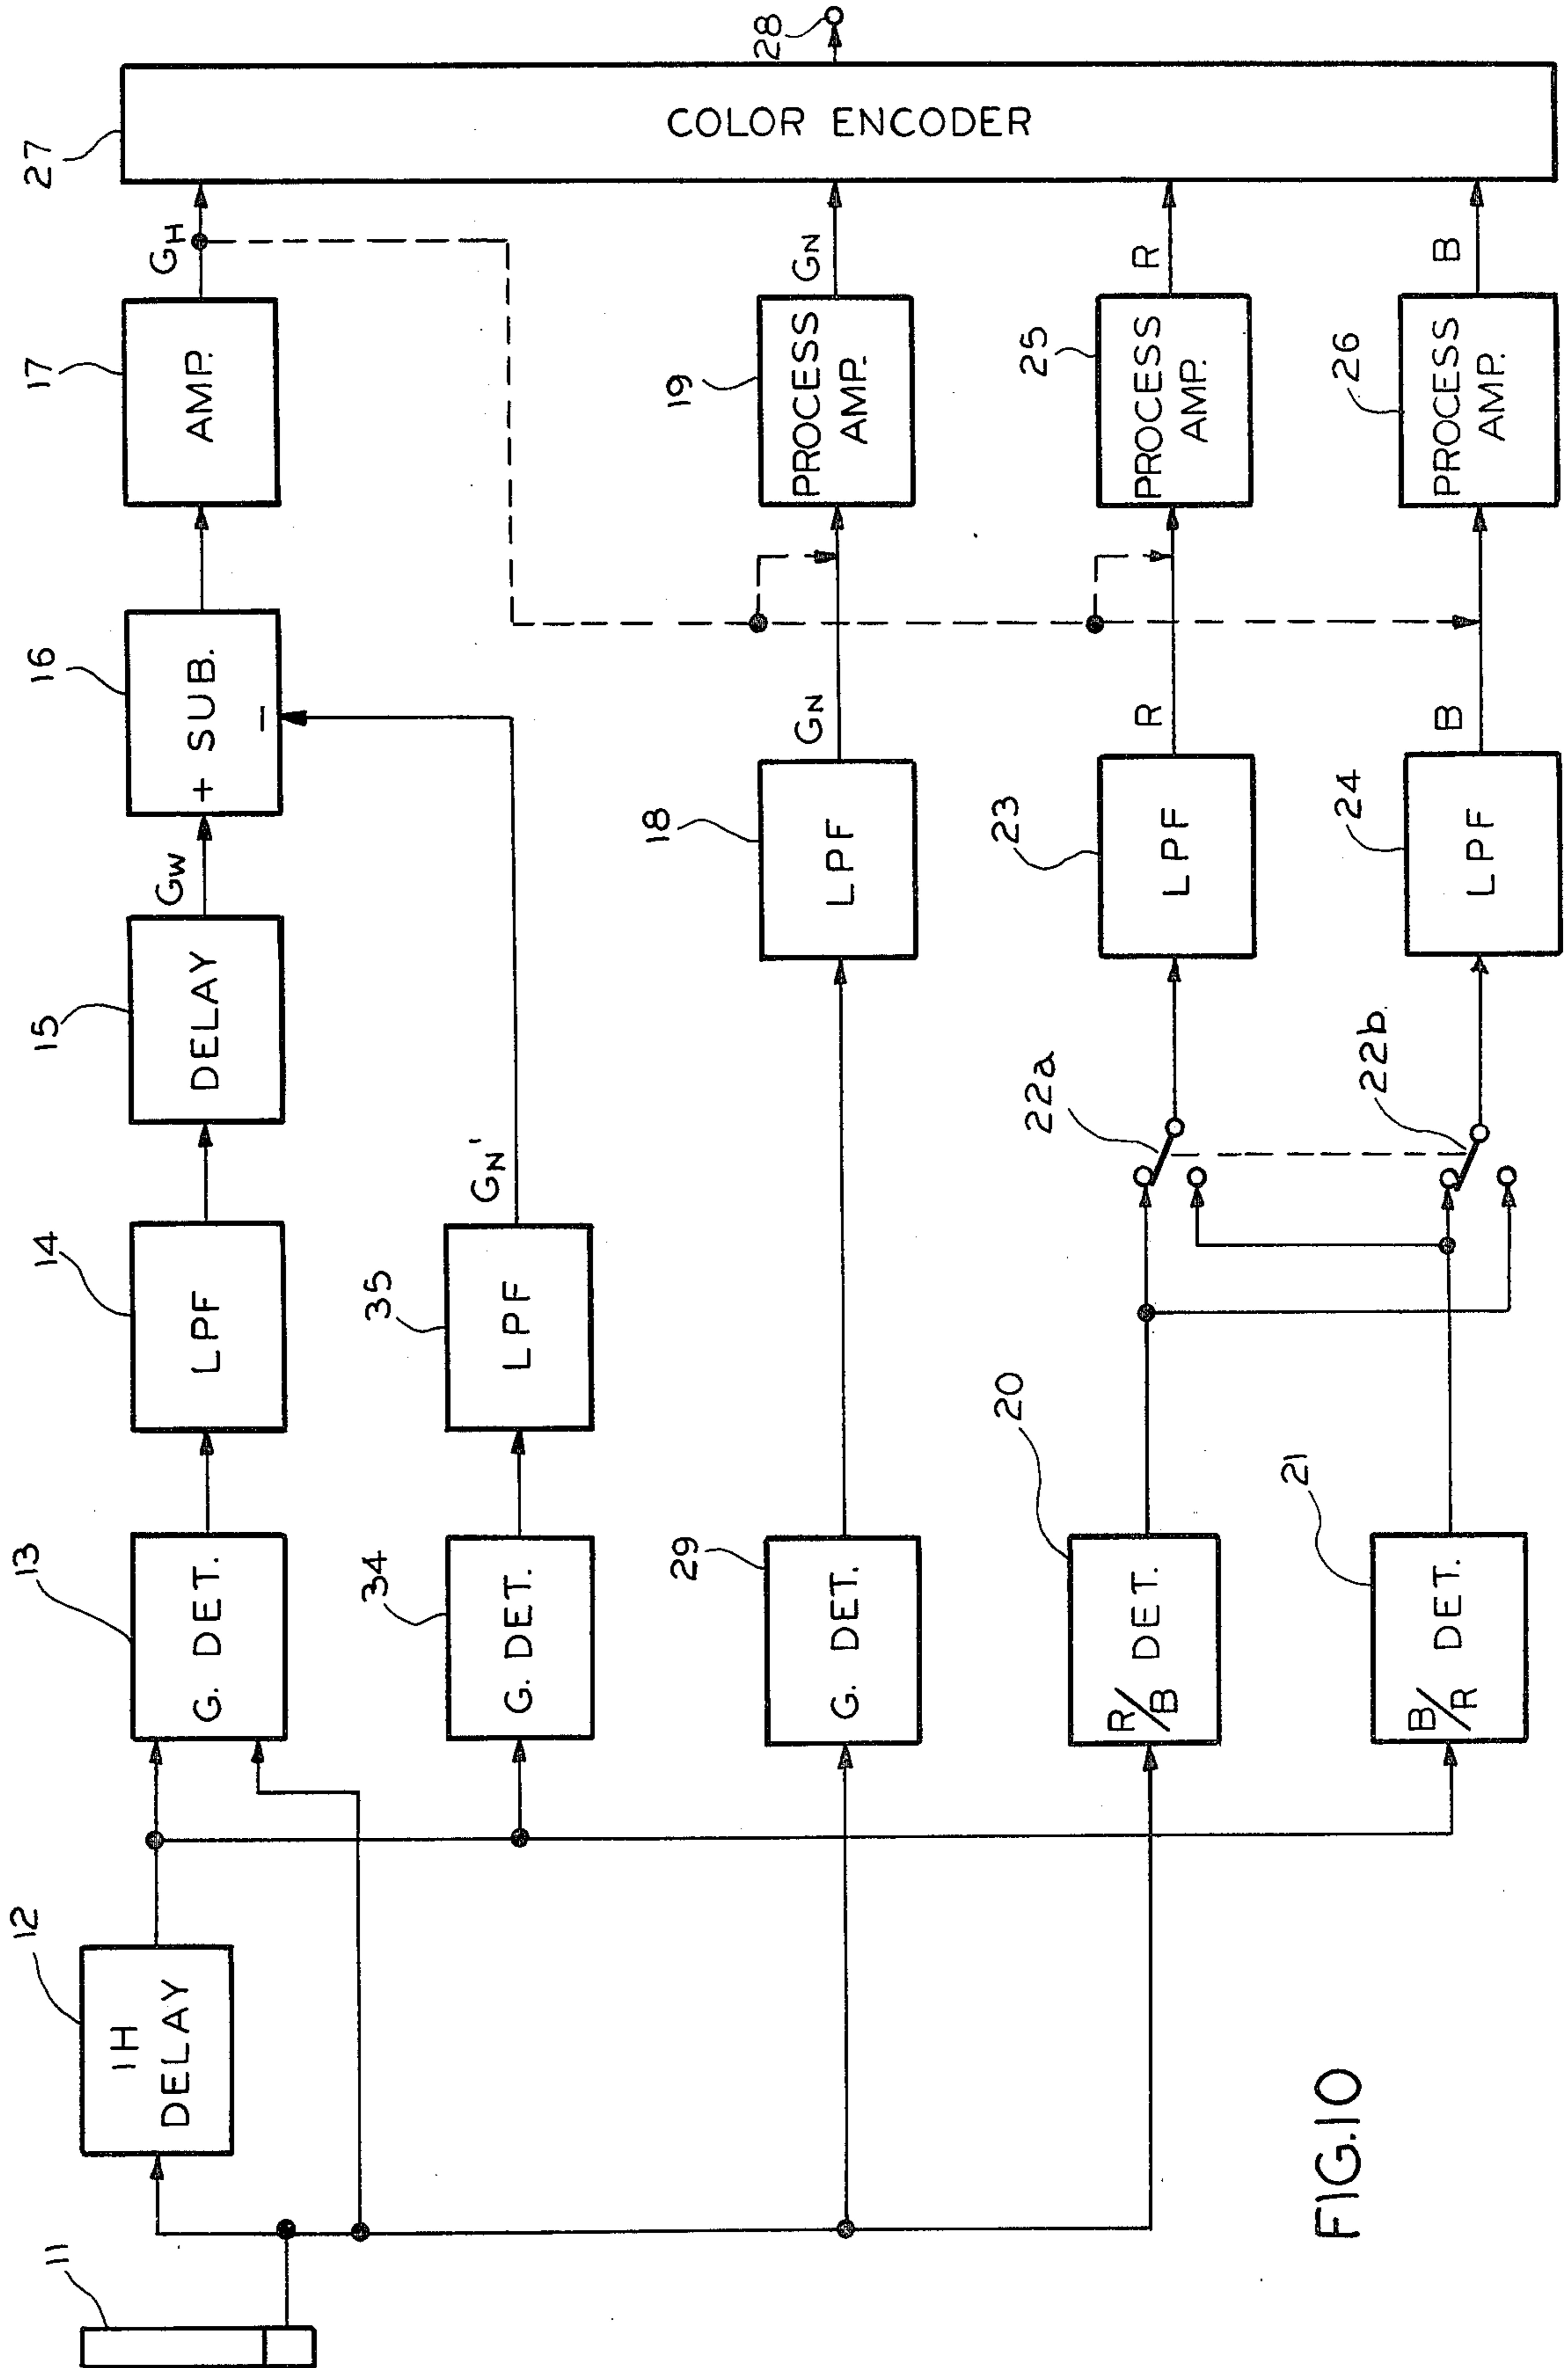 11
12
1H
DELAY
13
G. DET.
14
LPF
15
DELAY
GW
16
+ SUB.
−
17
AMP.
GH
27
COLOR ENCODER
28
34
G. DET.
35
LPF
GN'
29
G. DET.
18
LPF
GN
19
PROCESS
AMP.
GN
20
R/B DET.
22a
23
LPF
R
25
PROCESS
AMP.
R
21
B/R DET.
22b
24
LPF
B
26
PROCESS
AMP.
B
FIG.10